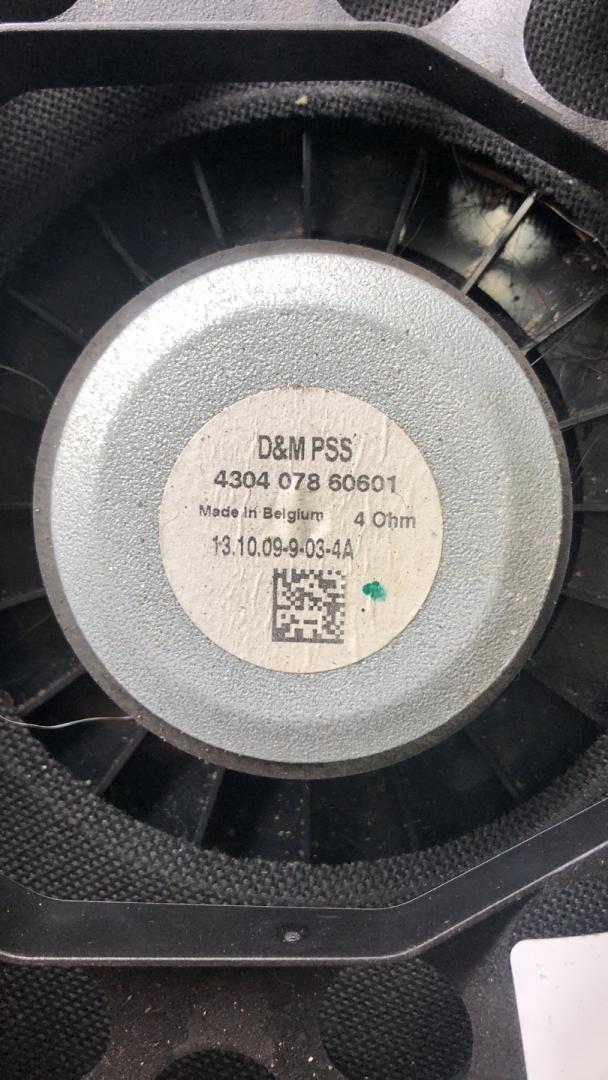 D&M PSS
4304 078 60601
Made in Belgium 4 Ohm
13.10.09-9-03-4A